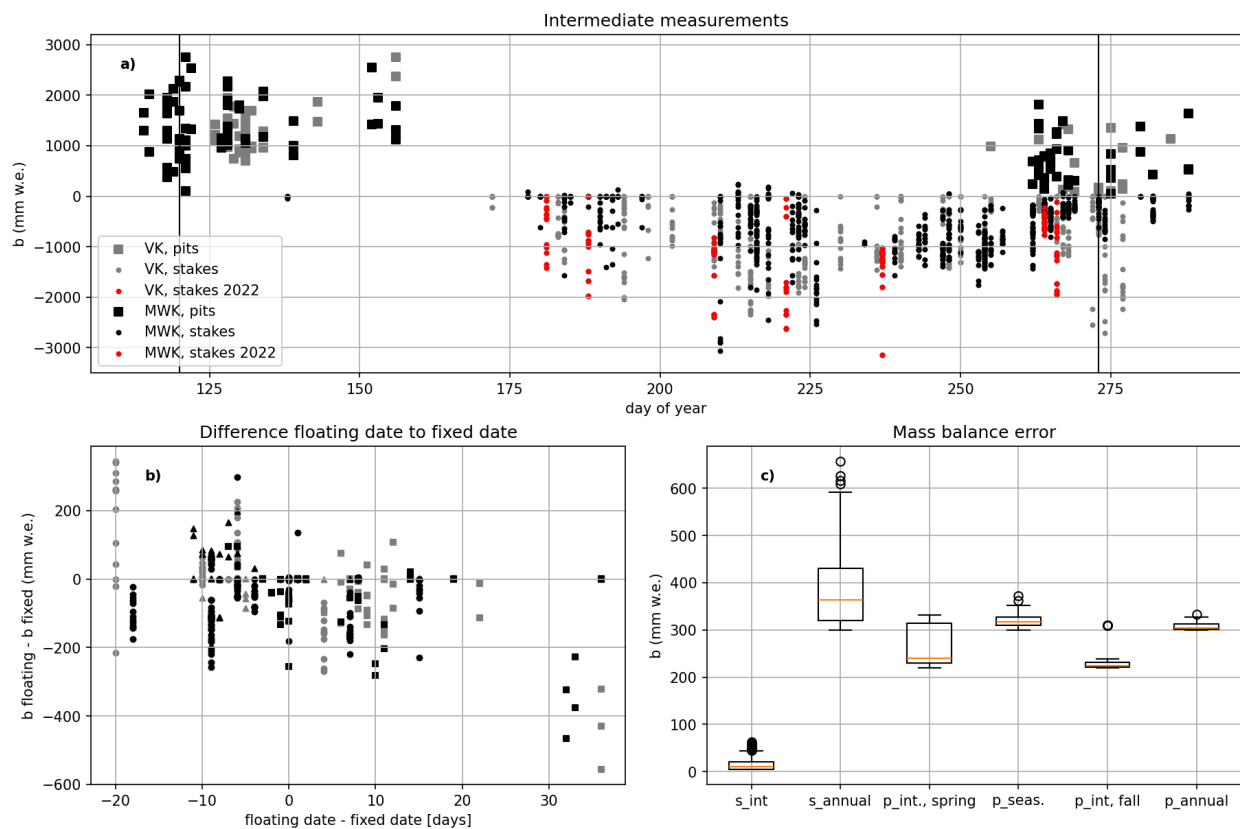 Intermediate measurements
a)
3000
2000
1000
0
−1000
−2000
−3000
b (mm w.e.)
VK, pits
VK, stakes
VK, stakes 2022
MWK, pits
MWK, stakes
MWK, stakes 2022
125
150
175
200
225
250
275
day of year
Difference floating date to fixed date
b)
200
0
−200
−400
−600
b floating - b fixed (mm w.e.)
−20
−10
0
10
20
30
floating date - fixed date [days]
Mass balance error
c)
600
500
400
300
200
100
0
b (mm w.e.)
s_int
s_annual
p_int., spring
p_seas.
p_int, fall
p_annual